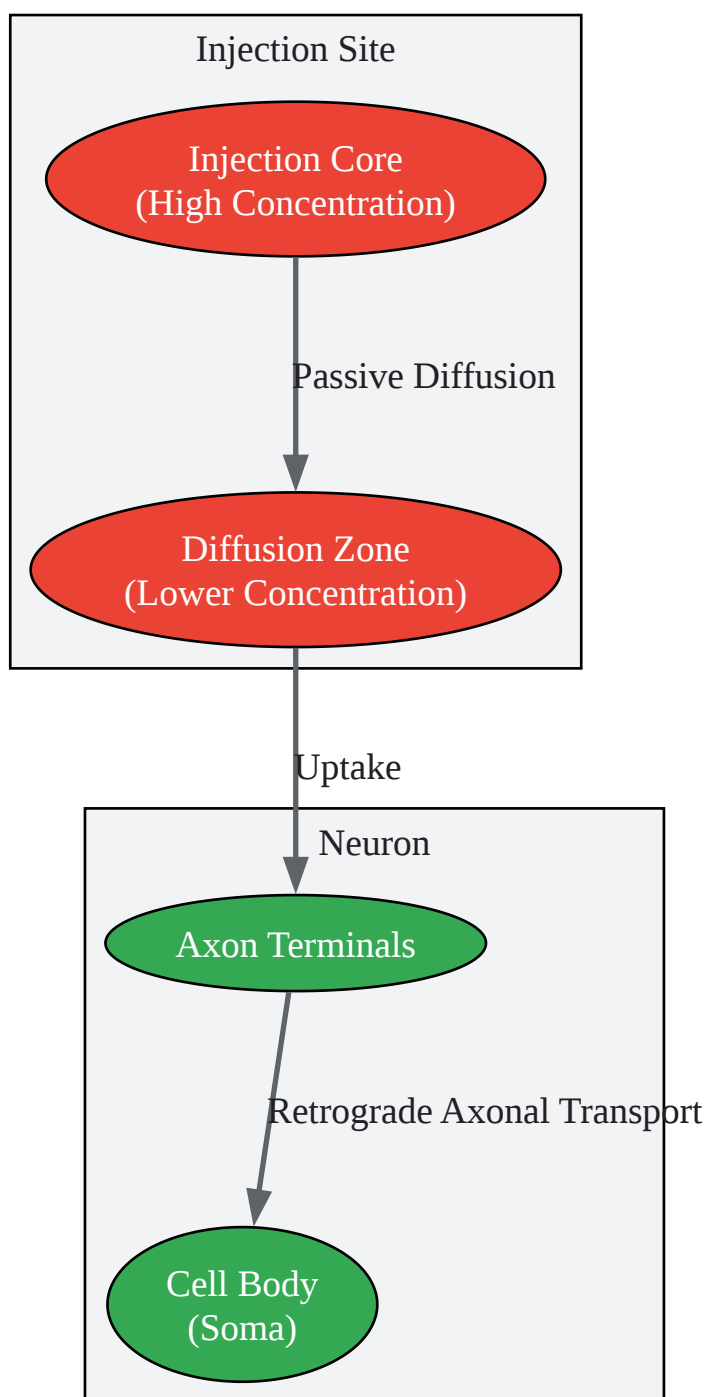 Injection Site
Injection Core
(High Concentration)
Passive Diffusion
Diffusion Zone
(Lower Concentration)
Uptake
Neuron
Axon Terminals
Retrograde Axonal Transport
Cell Body
(Soma)